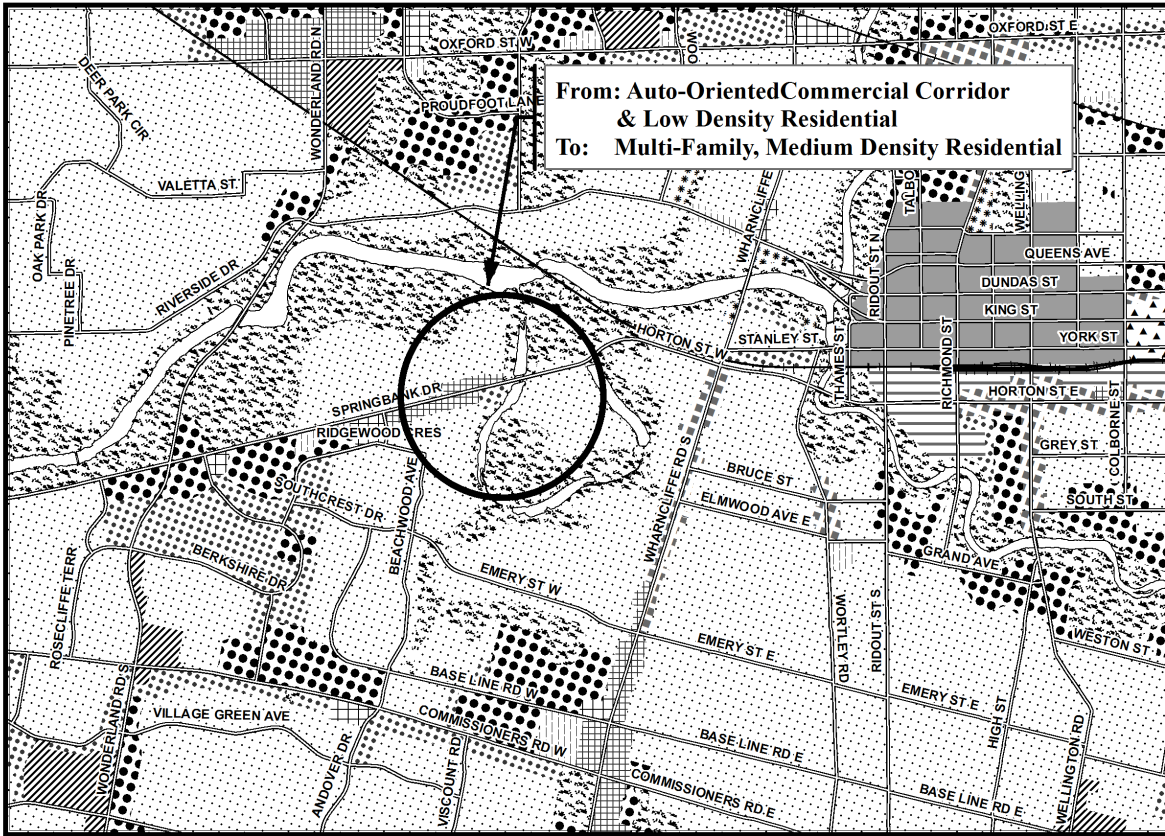 OXFORD ST E
OXFORD ST W
WONDERLAND RD N
DEER PARK CIR
PROUDFOOT LANE
From: Auto-OrientedCommercial Corridor
& Low Density Residential
To: Multi-Family, Medium Density Residential
VALETTA ST
OAK PARK DR
PINETREE DR
RIVERSIDE DR
WHARNCLIFFE
TALBO
WELLING
RIDOUT ST N
QUEENS AVE
DUNDAS ST
KING ST
YORK ST
STANLEY ST
HORTON ST W
THAMES ST
RICHMOND ST
HORTON ST E
COLBORNE ST
GREY ST
SOUTH ST
SPRINGBANK DR
RIDGEWOOD CRES
SOUTHCREST DR
BEACHWOOD AVE
BERKSHIRE DR
ROSECLIFFE TERR
WHARNCLIFFE RD S
BRUCE ST
ELMWOOD AVE E
GRAND AVE
EMERY ST W
WORTLEY RD
RIDOUT ST S
EMERY ST E
WESTON ST
EMERY ST E
HIGH ST
WELLINGTON RD
BASE LINE RD W
COMMISSIONERS RD W
VILLAGE GREEN AVE
WONDERLAND RD S
ANDOVER DR
VISCOUNT RD
BASE LINE RD E
COMMISSIONERS RD E
BASE LINE RD E